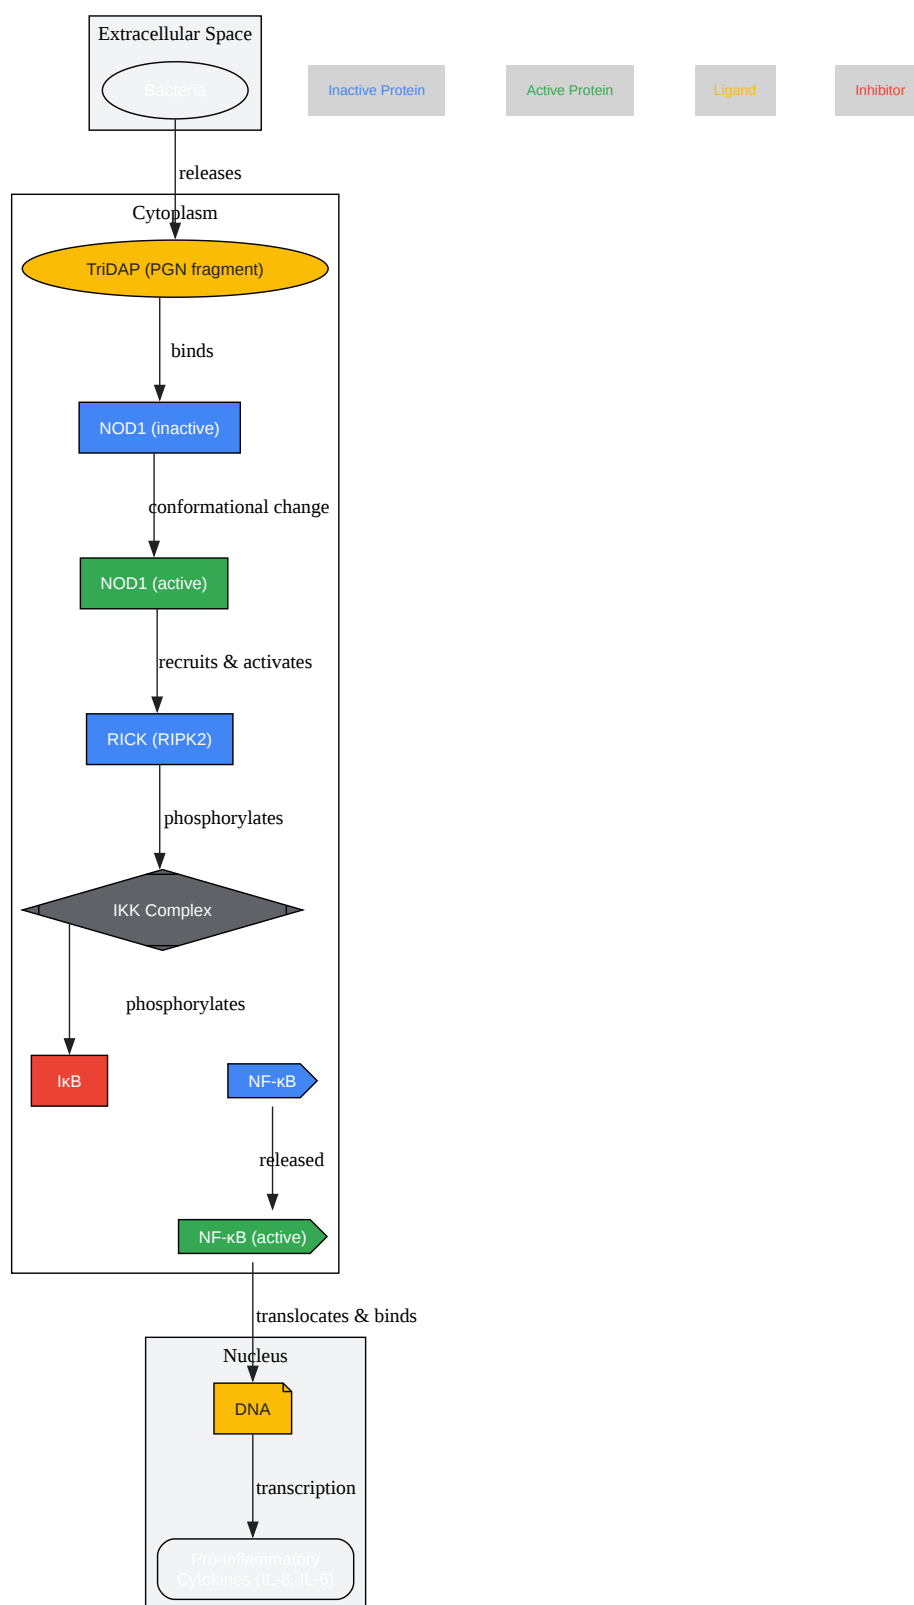 Extracellular Space
Bacteria
Inactive Protein
Active Protein
Ligand
Inhibitor
releases
Cytoplasm
TriDAP (PGN fragment)
binds
NOD1 (inactive)
conformational change
NOD1 (active)
recruits & activates
RICK (RIPK2)
phosphorylates
IKK Complex
phosphorylates
IκB
NF-κB
released
NF-κB (active)
translocates & binds
Nucleus
DNA
transcription
Pro-inflammatory
Cytokines (IL-8, IL-6)